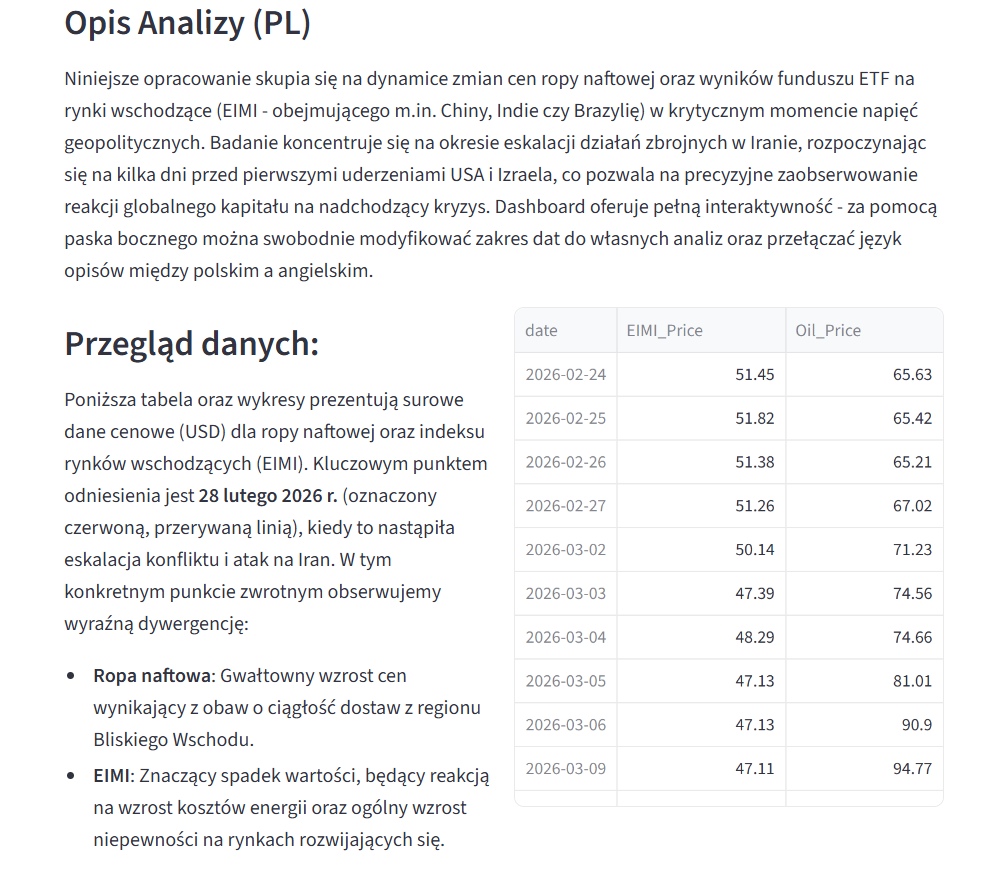 Opis Analizy (PL)
Niniejsze opracowanie skupia się na dynamice zmian cen ropy naftowej oraz wyników funduszu ETF na
rynki wschodzące (EIMI - obejmującego m.in. Chiny, Indie czy Brazylię) w krytycznym momencie napięć
geopolitycznych. Badanie koncentruje się na okresie eskalacji działań zbrojnych w Iranie, rozpoczynając
się na kilka dni przed pierwszymi uderzeniami USA i Izraela, co pozwala na precyzyjne zaobserwowanie
reakcji globalnego kapitału na nadchodzący kryzys. Dashboard oferuje pełną interaktywność - za pomocą
paska bocznego można swobodnie modyfikować zakres dat do własnych analiz oraz przełączać język
opisów między polskim a angielskim.
Przegląd danych:
Poniższa tabela oraz wykresy prezentują surowe
dane cenowe (USD) dla ropy naftowej oraz indeksu
rynków wschodzących (EIMI). Kluczowym punktem
odniesienia jest 28 lutego 2026 r. (oznaczony
czerwoną, przerywaną linią), kiedy to nastąpiła
eskalacja konfliktu i atak na Iran. W tym
konkretnym punkcie zwrotnym obserwujemy
wyraźną dywergencję:
Ropa naftowa: Gwałtowny wzrost cen
wynikający z obaw o ciągłość dostaw z regionu
Bliskiego Wschodu.
EIMI: Znaczący spadek wartości, będący reakcją
na wzrost kosztów energii oraz ogólny wzrost
niepewności na rynkach rozwijających się.
date EIMI_Price Oil_Price
2026-02-24 51.45 65.63
2026-02-25 51.82 65.42
2026-02-26 51.38 65.21
2026-02-27 51.26 67.02
2026-03-02 50.14 71.23
2026-03-03 47.39 74.56
2026-03-04 48.29 74.66
2026-03-05 47.13 81.01
2026-03-06 47.13 90.9
2026-03-09 47.11 94.77